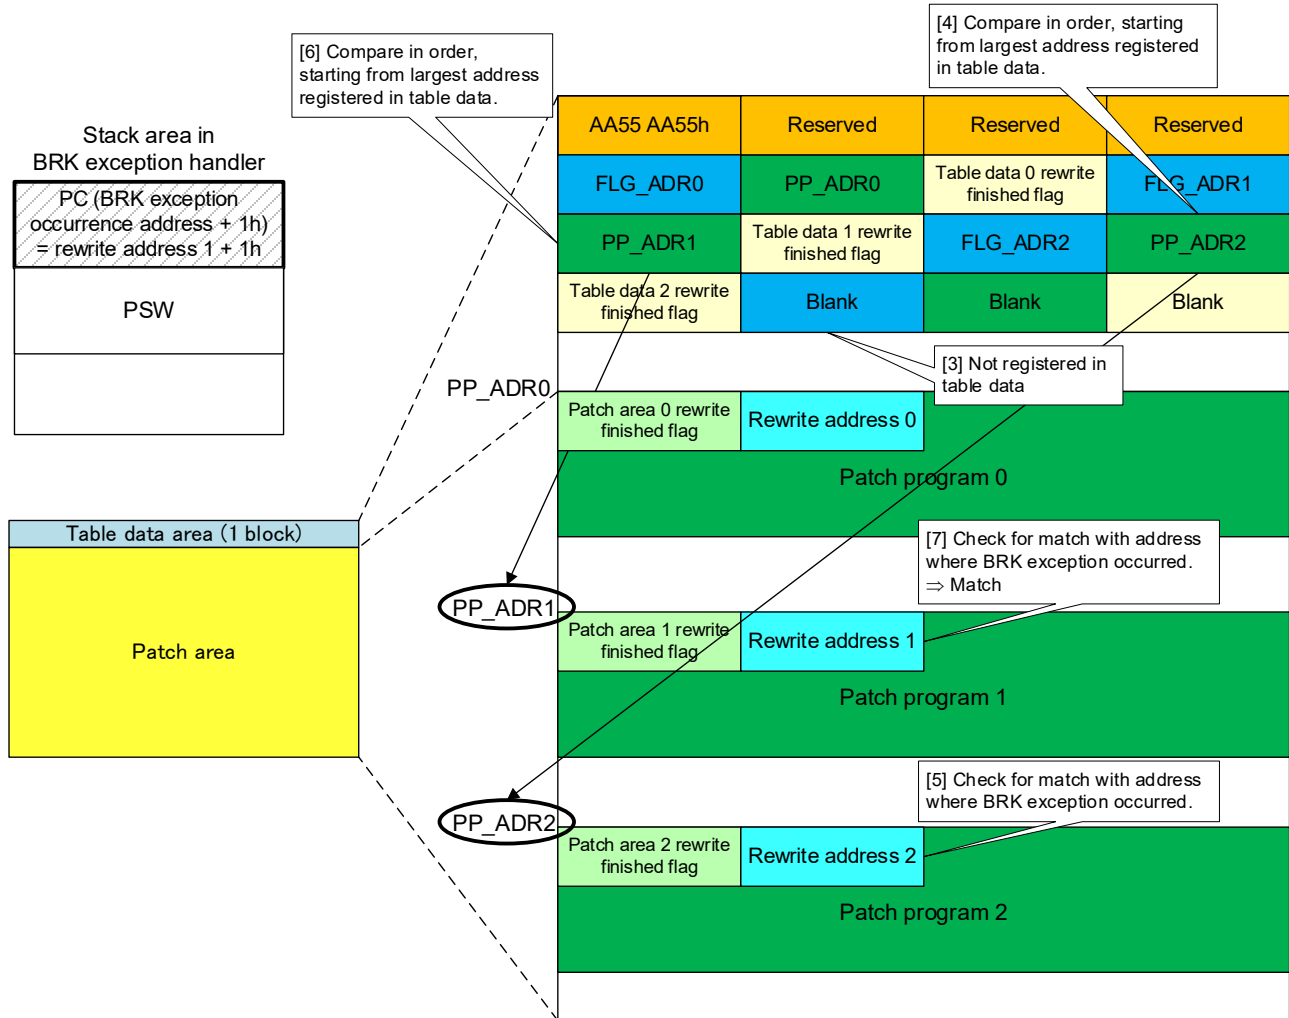 [4] Compare in order,
starting from largest address
registered in table data.
[6] Compare in order,
starting from largest address
registered in table data.
Stack area in
BRK exception handler
PC (BRK exception
occurrence address + 1h)
= rewrite address 1 + 1h
PSW
AA55 AA55h
Reserved
Reserved
Reserved
FLG_ADR0
PP_ADR0
Table data 0 rewrite
finished flag
FLG_ADR1
PP_ADR1
Table data 1 rewrite
finished flag
FLG_ADR2
PP_ADR2
Table data 2 rewrite
finished flag
Blank
Blank
Blank
[3] Not registered in
table data
PP_ADR0
Patch area 0 rewrite
finished flag
Rewrite address 0
Patch program 0
Table data area (1 block)
Patch area
[7] Check for match with address
where BRK exception occurred.
⇒ Match
PP_ADR1
Patch area 1 rewrite
finished flag
Rewrite address 1
Patch program 1
[5] Check for match with address
where BRK exception occurred.
PP_ADR2
Patch area 2 rewrite
finished flag
Rewrite address 2
Patch program 2